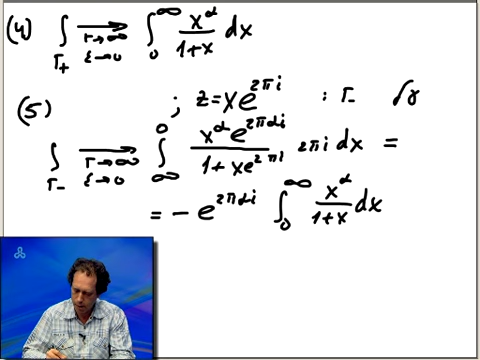 (4) ∫_{Γ+} →_{r→∞, ε→0} ∫_0^∞ x^α/(1+x) dx
(5) ; z=xe^{2πi} : Γ-
∫_{Γ-} →_{r→∞, ε→0} ∫_∞^0 x^α e^{2παi}/(1+xe^{2πi}) 2πi dx =
= - e^{2παi} ∫_0^∞ x^α/(1+x) dx